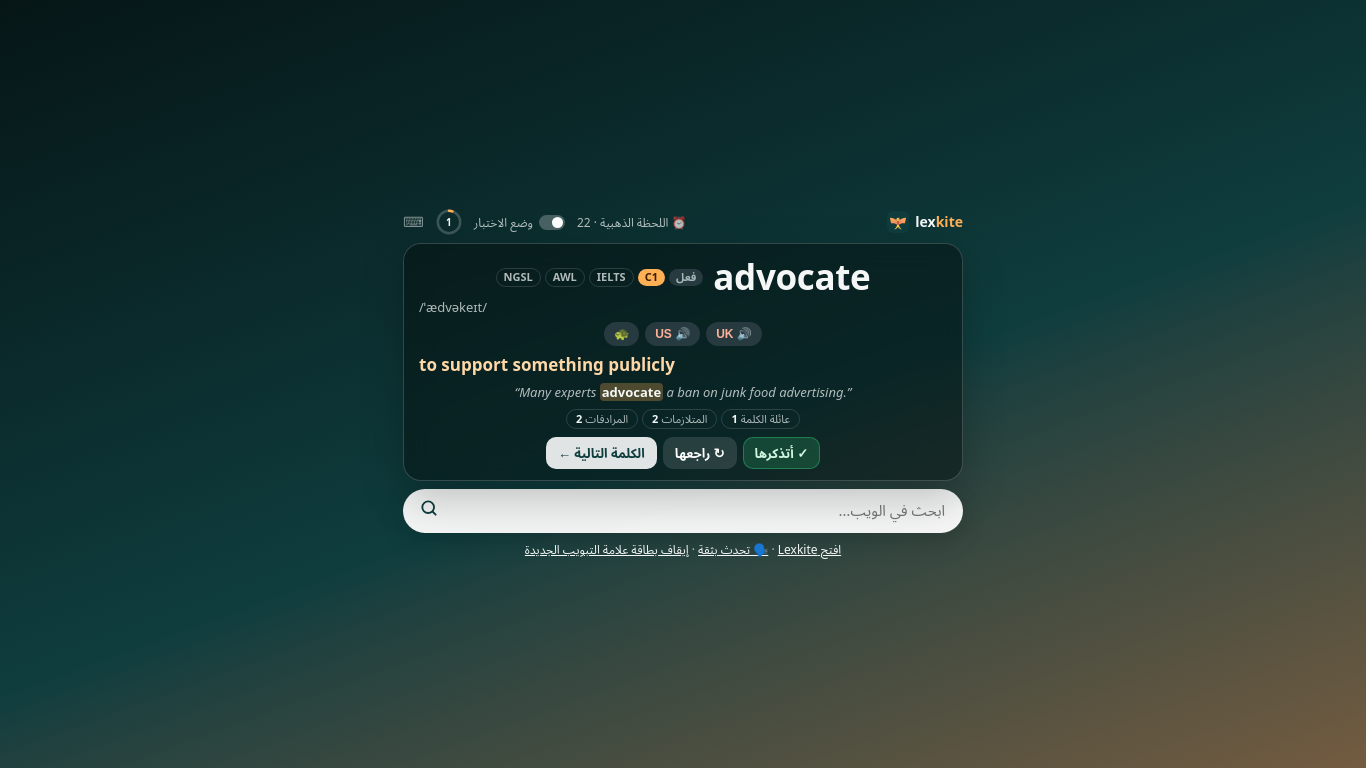 lexkite
⏰ اللحظة الذهبية · 22
وضع الاختبار
1
⌨
advocate فعل C1 IELTS AWL NGSL
/ˈædvəkeɪt/
UK 🔊 US 🔊 🐢
to support something publicly
“Many experts advocate a ban on junk food advertising.”
عائلة الكلمة 1 المتلازمات 2 المرادفات 2
✓ أتذكرها ↻ راجعها الكلمة التالية ←
ابحث في الويب...
افتح Lexkite · 🗣️ تحدث بثقة · إيقاف بطاقة علامة التبويب الجديدة